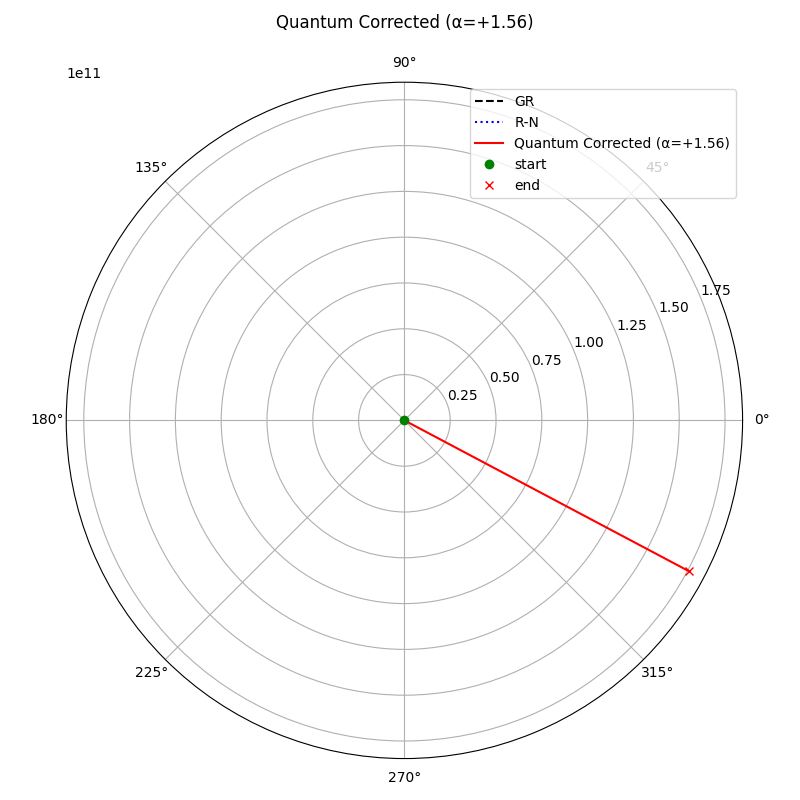 Quantum Corrected (α=+1.56)
1e11
90°
GR
R-N
Quantum Corrected (α=+1.56)
start
end
135°
45°
1.75
1.50
1.25
1.00
0.75
0.50
0.25
180°
0°
225°
315°
270°